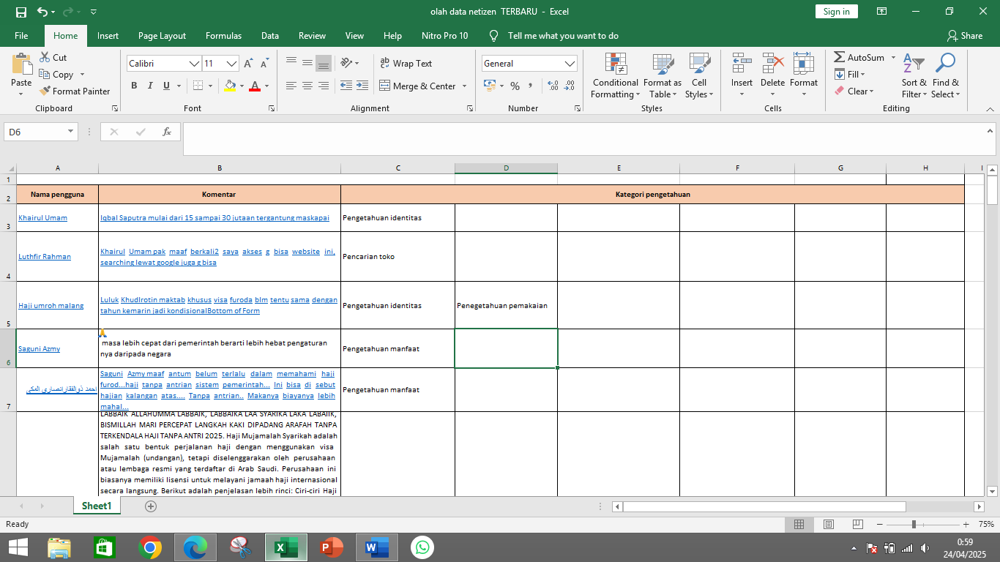 olah data netizen TERBARU - Excel
Sign in
File Home Insert Page Layout Formulas Data Review View Help Nitro Pro 10 Tell me what you want to do Share
Cut
Copy
Format Painter
Paste
Clipboard
Calibri 11
B I U
Font
Wrap Text
Merge & Center
Alignment
General
Number
Conditional Formatting
Format as Table
Cell Styles
Styles
Insert Delete Format
Cells
AutoSum
Fill
Clear
Sort & Filter
Find & Select
Editing
D6
fx
A B C D E F G H I
1
2 Nama pengguna Komentar Kategori pengetahuan
3 Khairul Umam Iqbal Saputra mulai dari 15 sampai 30 jutaan tergantung maskapai Pengetahuan identitas
4 Luthfir Rahman Khairul Umam pak maaf berkali2 saya akses g bisa website ini,
searching lewat google juga g bisa Pencarian toko
5 Haji umroh malang Luluk Khudlrotin maktab khusus visa furoda blm tentu sama dengan
tahun kemarin jadi kondisionalBottom of Form Pengetahuan identitas Penegetahuan pemakaian
6 Saguni Azmy 🙏
masa lebih cepat dari pemerintah berarti lebih hebat pengaturan
nya daripada negara Pengetahuan manfaat
7 احمد ذوالفقارانصاری المکی Saguni Azmy maaf antum belum terlalu dalam memahami haji
furod...haji tanpa antrian sistem pemerintah... Ini bisa di sebut
hajian kalangan atas.... Tanpa antrian.. Makanya biayanya lebih
mahal... Pengetahuan manfaat
LABBAIK ALLAHUMMA LABBAIK, LABBAIKA LAA SYARIKA LAKA LABAIIK,
BISMILLAH MARI PERCEPAT LANGKAH KAKI DIPADANG ARAFAH TANPA
TERKENDALA HAJI TANPA ANTRI 2025. Haji Mujamalah Syarikah adalah
salah satu bentuk perjalanan haji dengan menggunakan visa
Mujamalah (undangan), tetapi diselenggarakan oleh perusahaan
atau lembaga resmi yang terdaftar di Arab Saudi. Perusahaan ini
biasanya memiliki lisensi untuk melayani jamaah haji internasional
secara langsung. Berikut adalah penjelasan lebih rinci: Ciri-ciri Haji
Sheet1
Ready
75%
0:59
24/04/2025